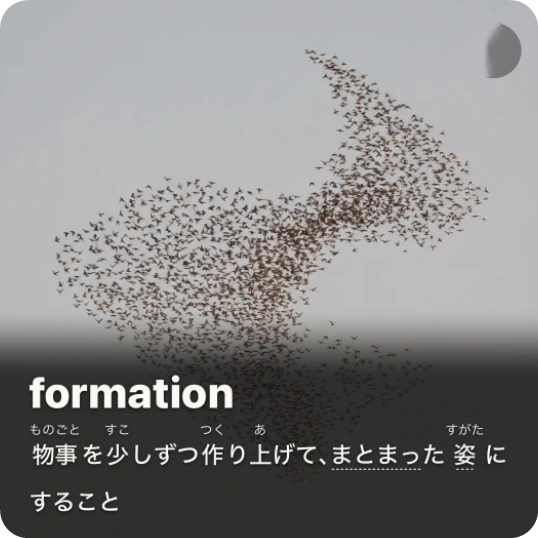 formation
ものごと すこ つく あ すがた
物事を少しずつ作り上げて、まとまった姿に
すること